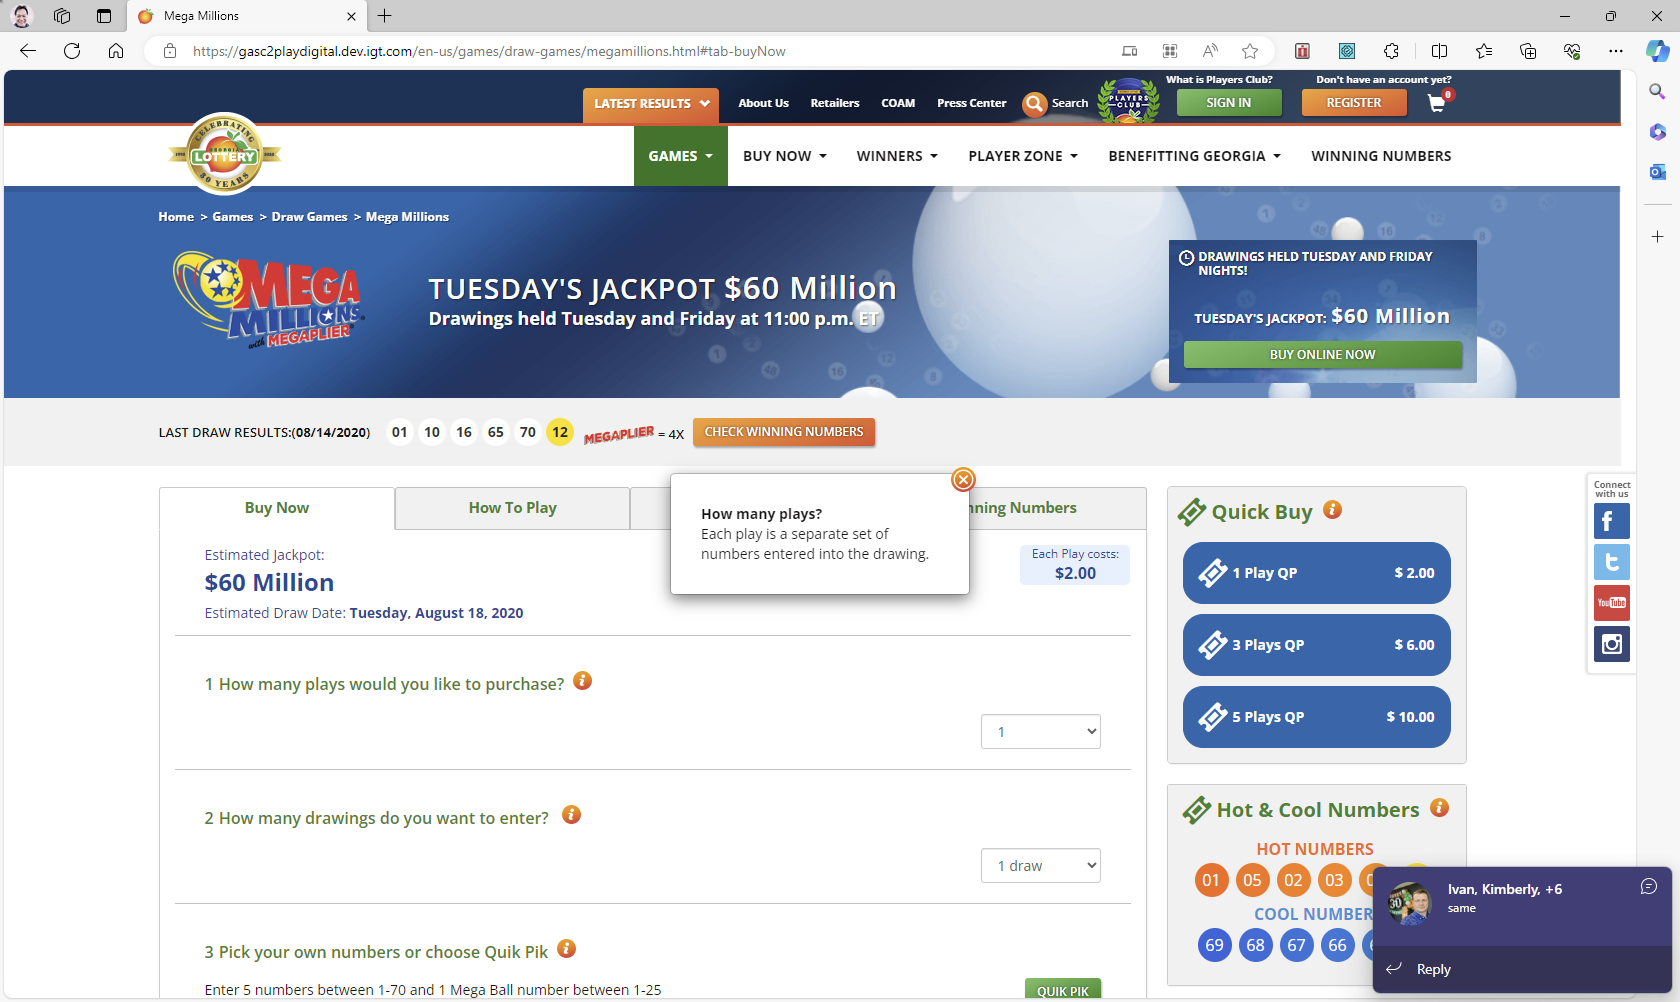 Mega Millions
https://gasc2playdigital.dev.igt.com/en-us/games/draw-games/megamillions.html#tab-buyNow
LATEST RESULTS
About Us
Retailers
COAM
Press Center
Search
PLAYERS CLUB
What is Players Club?
SIGN IN
Don't have an account yet?
REGISTER
0
CELEBRATING
GEORGIA
LOTTERY
30 YEARS
GAMES
BUY NOW
WINNERS
PLAYER ZONE
BENEFITTING GEORGIA
WINNING NUMBERS
Home > Games > Draw Games > Mega Millions
MEGA
MILLIONS
with MEGAPLIER
TUESDAY'S JACKPOT $60 Million
Drawings held Tuesday and Friday at 11:00 p.m. ET
DRAWINGS HELD TUESDAY AND FRIDAY
NIGHTS!
TUESDAY'S JACKPOT: $60 Million
BUY ONLINE NOW
LAST DRAW RESULTS:(08/14/2020) 01 10 16 65 70 12 MEGAPLIER = 4X
CHECK WINNING NUMBERS
Buy Now
How To Play
nning Numbers
How many plays?
Each play is a separate set of
numbers entered into the drawing.
Estimated Jackpot:
$60 Million
Estimated Draw Date: Tuesday, August 18, 2020
Each Play costs:
$2.00
1 How many plays would you like to purchase?
1
2 How many drawings do you want to enter?
1 draw
3 Pick your own numbers or choose Quik Pik
Enter 5 numbers between 1-70 and 1 Mega Ball number between 1-25
QUIK PIK
Quick Buy
1 Play QP $ 2.00
3 Plays QP $ 6.00
5 Plays QP $ 10.00
Hot & Cool Numbers
HOT NUMBERS
01 05 02 03
COOL NUMBER
69 68 67 66
Connect
with us
YouTube
Ivan, Kimberly, +6
same
Reply